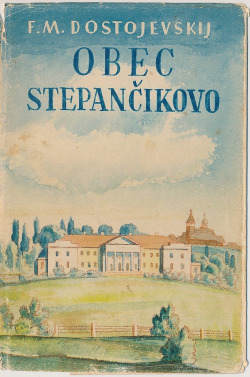 F. M. DOSTOJEVSKIJ
OBEC
STEPANČIKOVO